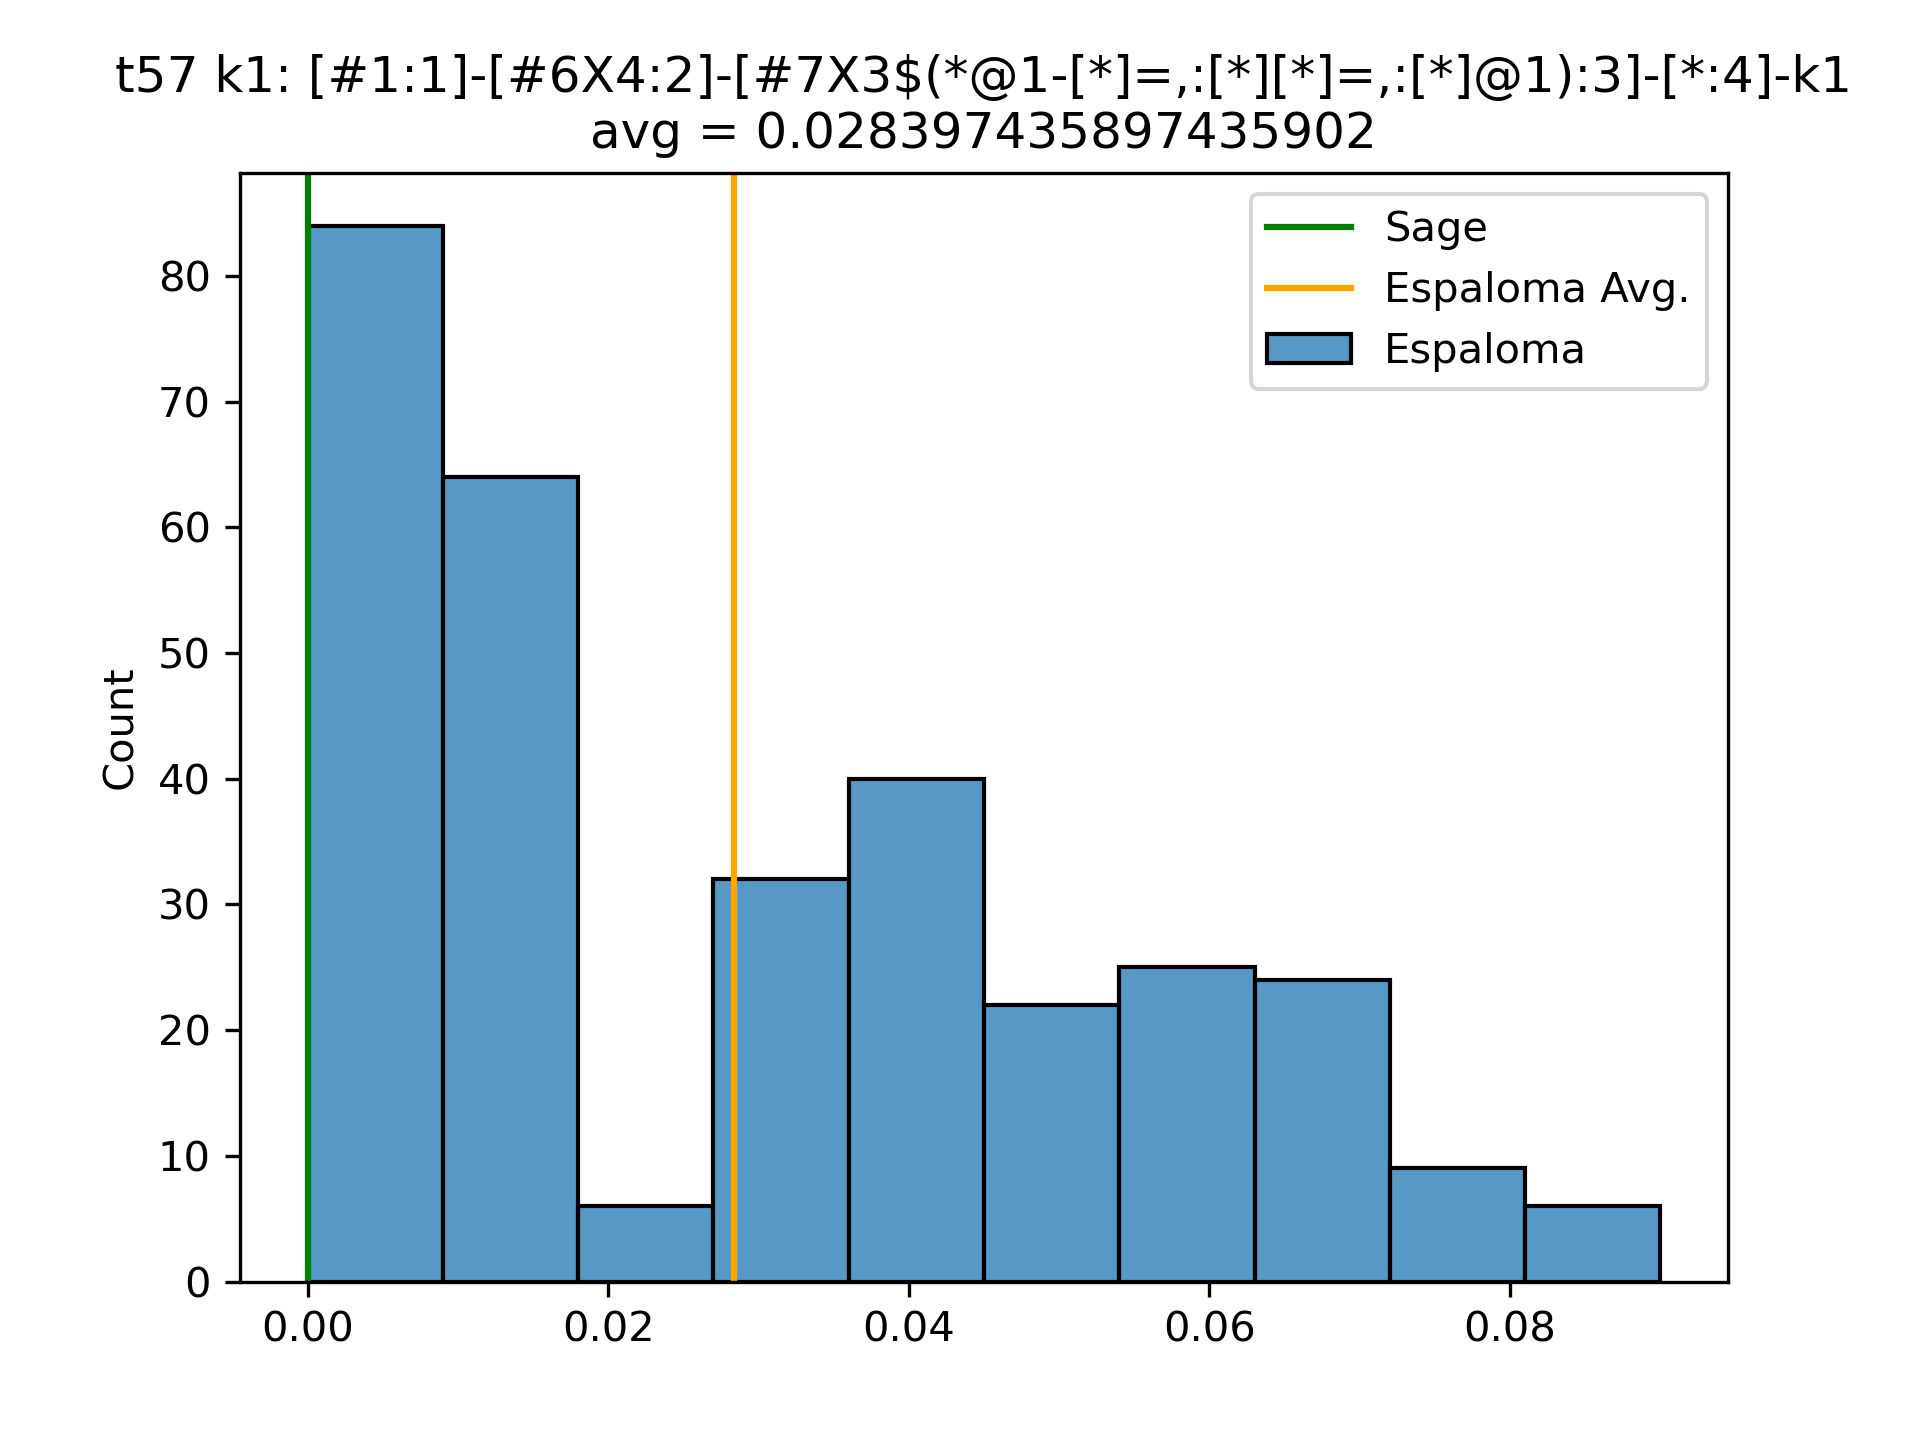 t57 k1: [#1:1]-[#6X4:2]-[#7X3$(*@1-[*]=,:[*][*]=,:[*]@1):3]-[*:4]-k1
avg = 0.028397435897435902
Sage
Espaloma Avg.
Espaloma
Count
80
70
60
50
40
30
20
10
0
0.00 0.02 0.04 0.06 0.08